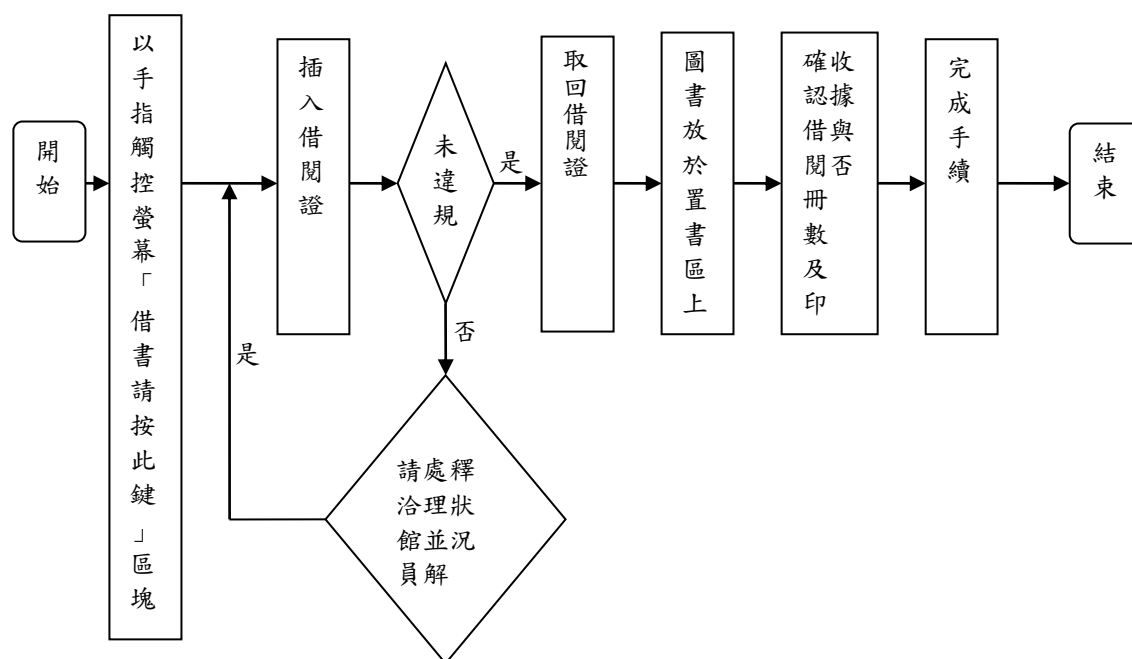 開始
以手指觸控螢幕「借書請按此鍵」區塊
插入借閱證
未違規
是
取回借閱證
圖書放於置書區上
確認借閱冊數及印
收據與否
完成手續
結束
否
是
請洽館員
處理並解
釋狀況